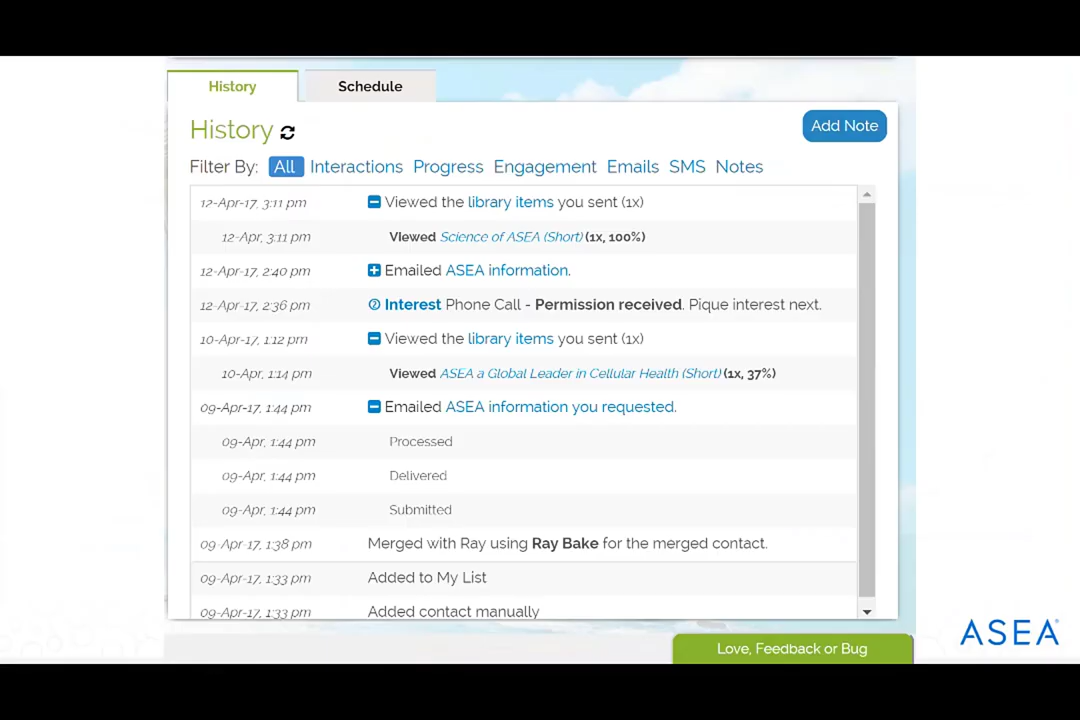 History Schedule
History
Add Note
Filter By: All Interactions Progress Engagement Emails SMS Notes
12-Apr-17, 3:11 pm Viewed the library items you sent (1x)
12-Apr, 3:11 pm Viewed Science of ASEA (Short) (1x, 100%)
12-Apr-17, 2:40 pm Emailed ASEA information.
12-Apr-17, 2:36 pm 2 Interest Phone Call - Permission received. Pique interest next.
10-Apr-17, 1:12 pm Viewed the library items you sent (1x)
10-Apr, 1:14 pm Viewed ASEA a Global Leader in Cellular Health (Short) (1x, 37%)
09-Apr-17, 1:44 pm Emailed ASEA information you requested.
09-Apr, 1:44 pm Processed
09-Apr, 1:44 pm Delivered
09-Apr, 1:44 pm Submitted
09-Apr-17, 1:38 pm Merged with Ray using Ray Bake for the merged contact.
09-Apr-17, 1:33 pm Added to My List
09-Apr-17, 1:33 pm Added contact manually
ASEA
Love, Feedback or Bug